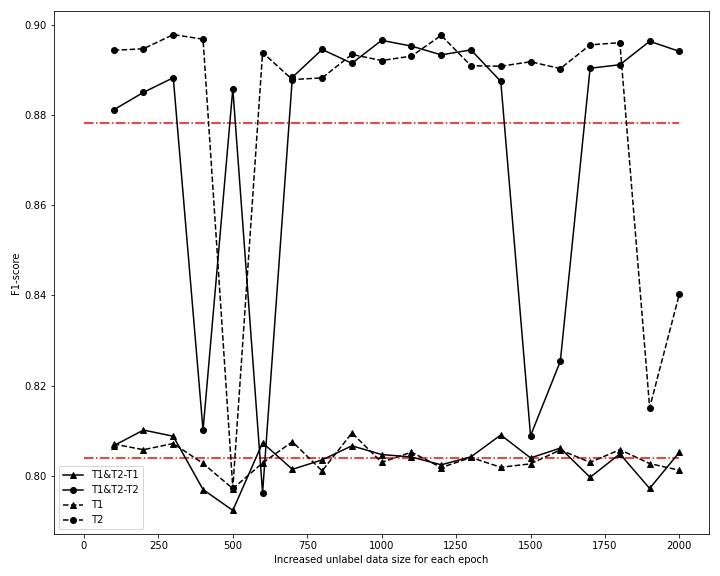 0.90
0.88
0.86
0.84
0.82
0.80
F1-score
T1&T2-T1
T1&T2-T2
T1
T2
0 250 500 750 1000 1250 1500 1750 2000
Increased unlabel data size for each epoch